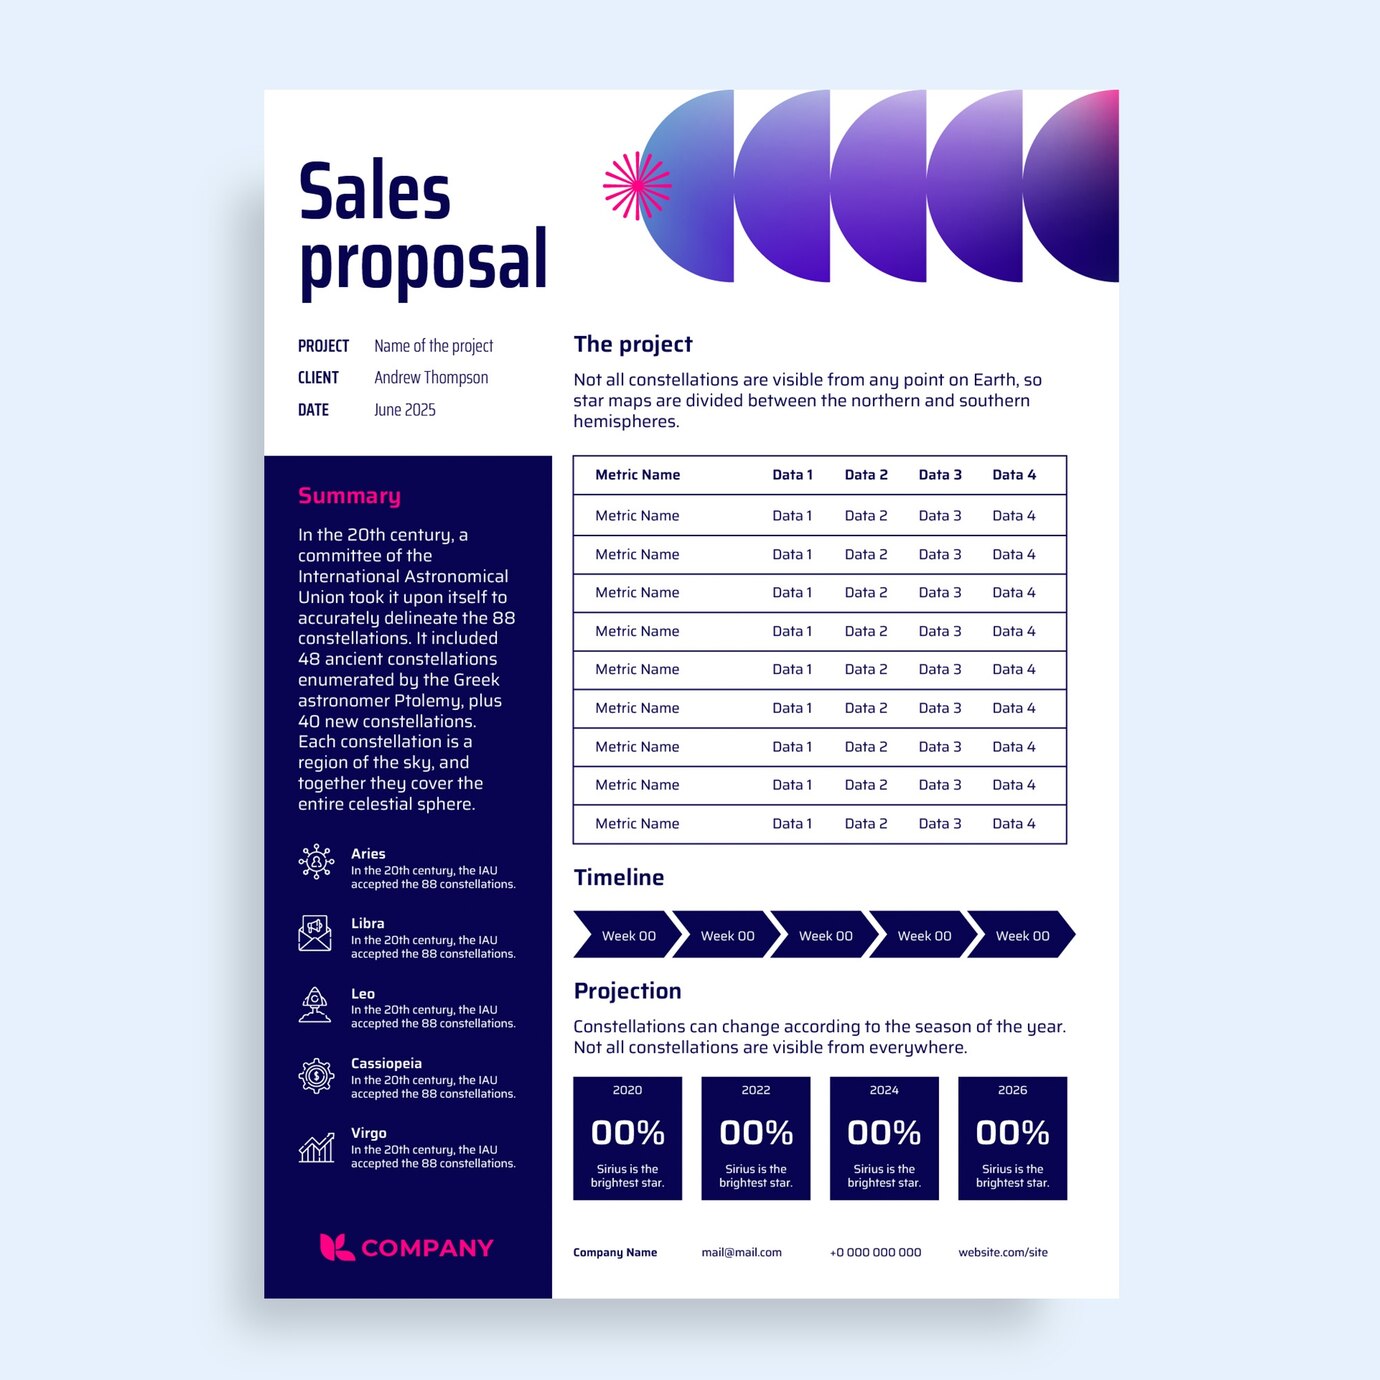 Sales
proposal
PROJECT Name of the project
CLIENT Andrew Thompson
DATE June 2025
Summary
In the 20th century, a
committee of the
International Astronomical
Union took it upon itself to
accurately delineate the 88
constellations. It included
48 ancient constellations
enumerated by the Greek
astronomer Ptolemy, plus
40 new constellations.
Each constellation is a
region of the sky, and
together they cover the
entire celestial sphere.
Aries
In the 20th century, the IAU
accepted the 88 constellations.
Libra
In the 20th century, the IAU
accepted the 88 constellations.
Leo
In the 20th century, the IAU
accepted the 88 constellations.
Cassiopeia
In the 20th century, the IAU
accepted the 88 constellations.
Virgo
In the 20th century, the IAU
accepted the 88 constellations.
COMPANY
The project
Not all constellations are visible from any point on Earth, so
star maps are divided between the northern and southern
hemispheres.
Metric Name Data 1 Data 2 Data 3 Data 4
Metric Name Data 1 Data 2 Data 3 Data 4
Metric Name Data 1 Data 2 Data 3 Data 4
Metric Name Data 1 Data 2 Data 3 Data 4
Metric Name Data 1 Data 2 Data 3 Data 4
Metric Name Data 1 Data 2 Data 3 Data 4
Metric Name Data 1 Data 2 Data 3 Data 4
Metric Name Data 1 Data 2 Data 3 Data 4
Metric Name Data 1 Data 2 Data 3 Data 4
Metric Name Data 1 Data 2 Data 3 Data 4
Timeline
Week 00 Week 00 Week 00 Week 00 Week 00
Projection
Constellations can change according to the season of the year.
Not all constellations are visible from everywhere.
2020 2022 2024 2026
00% 00% 00% 00%
Sirius is the Sirius is the Sirius is the Sirius is the
brightest star. brightest star. brightest star. brightest star.
Company Name mail@mail.com +0 000 000 000 website.com/site